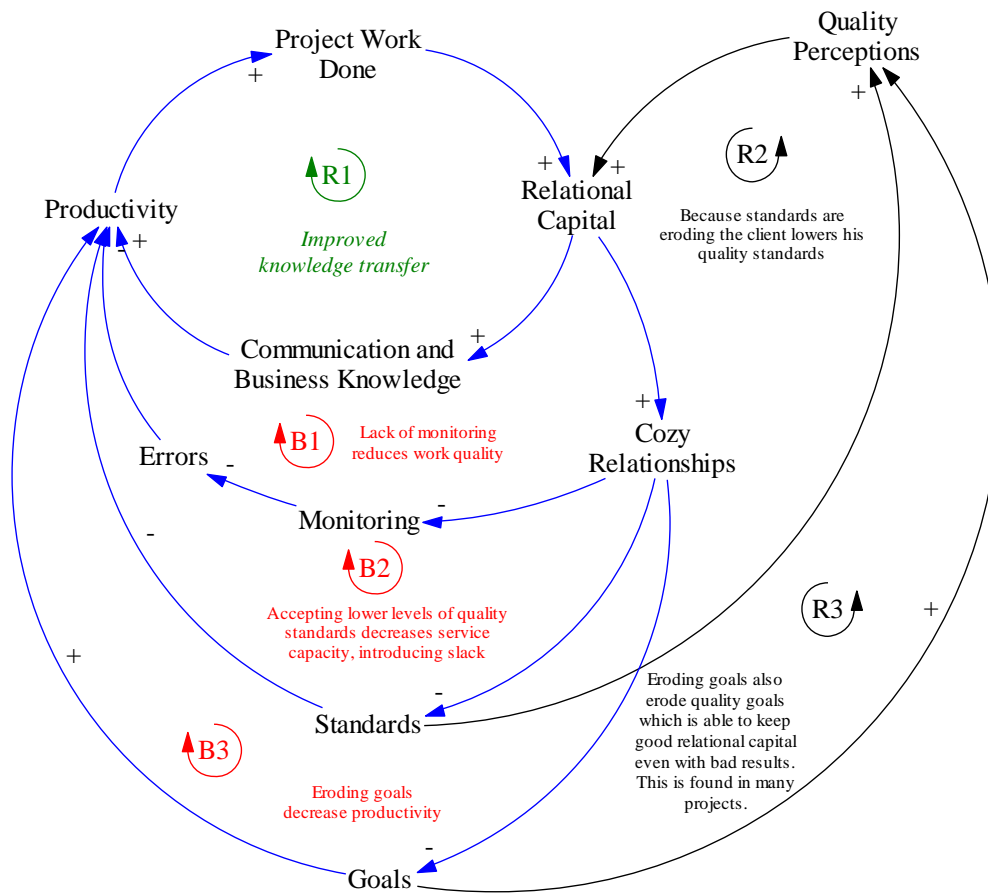 Project Work
Done
Quality
Perceptions
+
+
R1
+
+
R2
Productivity
Relational
Capital
Improved
knowledge transfer
Because standards are
eroding the client lowers his
quality standards
- +
+
Communication and
Business Knowledge
+
B1
Lack of monitoring
reduces work quality
Cozy
Relationships
Errors
-
Monitoring
-
-
B2
Accepting lower levels of quality
standards decreases service
capacity, introducing slack
R3
+
+
Standards
-
Eroding goals also
erode quality goals
which is able to keep
good relational capital
even with bad results.
This is found in many
projects.
B3
Eroding goals
decrease productivity
-
Goals